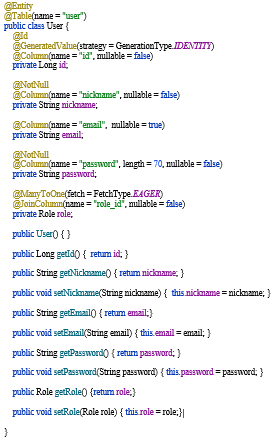 @Entity
@Table(name = "user")
public class User {
@Id
@GeneratedValue(strategy = GenerationType.IDENTITY)
@Column(name = "id", nullable = false)
private Long id;
@NotNull
@Column(name = "nickname", nullable = false)
private String nickname;
@Column(name = "email",  nullable = true)
private String email;
@NotNull
@Column(name = "password", length = 70, nullable = false)
private String password;
@ManyToOne(fetch = FetchType.EAGER)
@JoinColumn(name = "role_id", nullable = false)
private Role role;
public User() { }
public Long getId() {  return id; }
public String getNickname() { return nickname; }
public void setNickname(String nickname) {  this.nickname = nickname; }
public String getEmail() { return email;}
public void setEmail(String email) { this.email = email; }
public String getPassword() { return password; }
public void setPassword(String password) { this.password = password; }
public Role getRole() {return role;}
public void setRole(Role role) { this.role = role;}
}